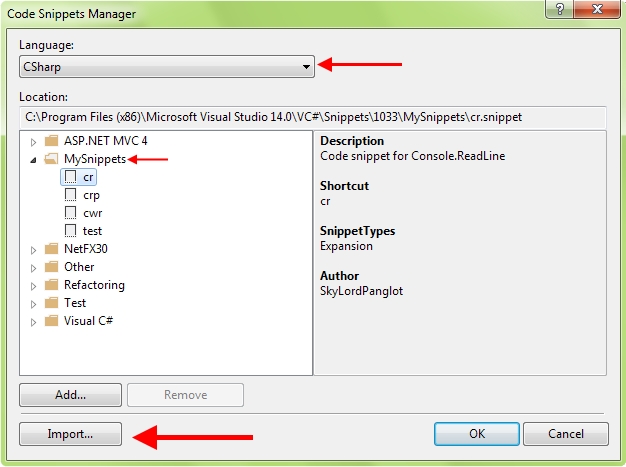 Code Snippets Manager
Language:
CSharp
Location:
C:\Program Files (x86)\Microsoft Visual Studio 14.0\VC#\Snippets\1033\MySnippets\cr.snippet
ASP.NET MVC 4
MySnippets
cr
crp
cwr
test
NetFX30
Other
Refactoring
Test
Visual C#
Description
Code snippet for Console.ReadLine
Shortcut
cr
SnippetTypes
Expansion
Author
SkyLordPanglot
Add...
Remove
Import...
OK
Cancel